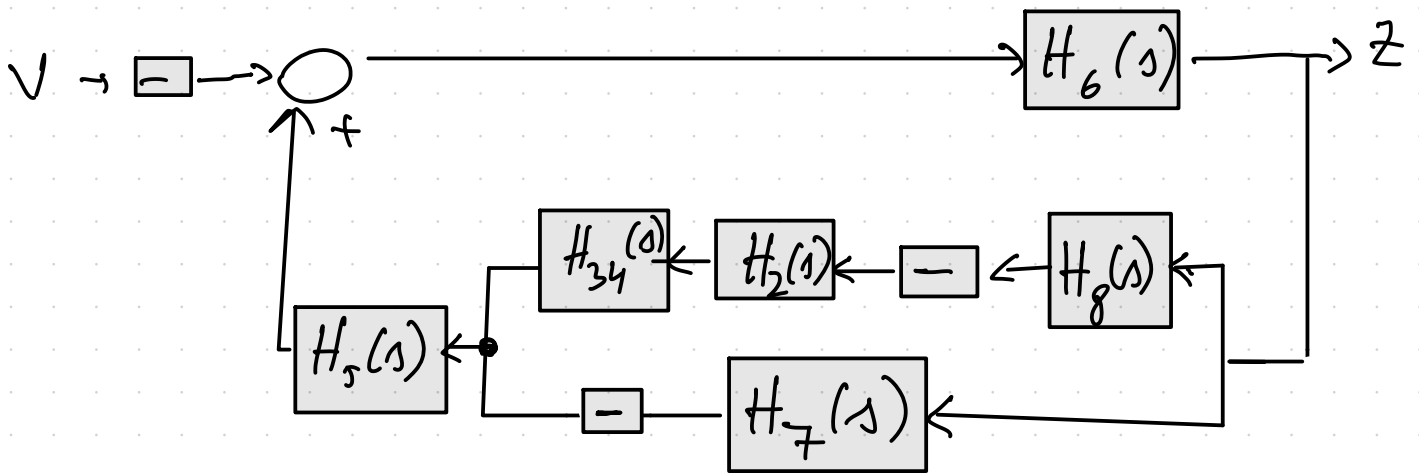 V → - → → H6(s) → Z
+
H34(s) H2(s) - H8(s)
H5(s)
- H7(s)